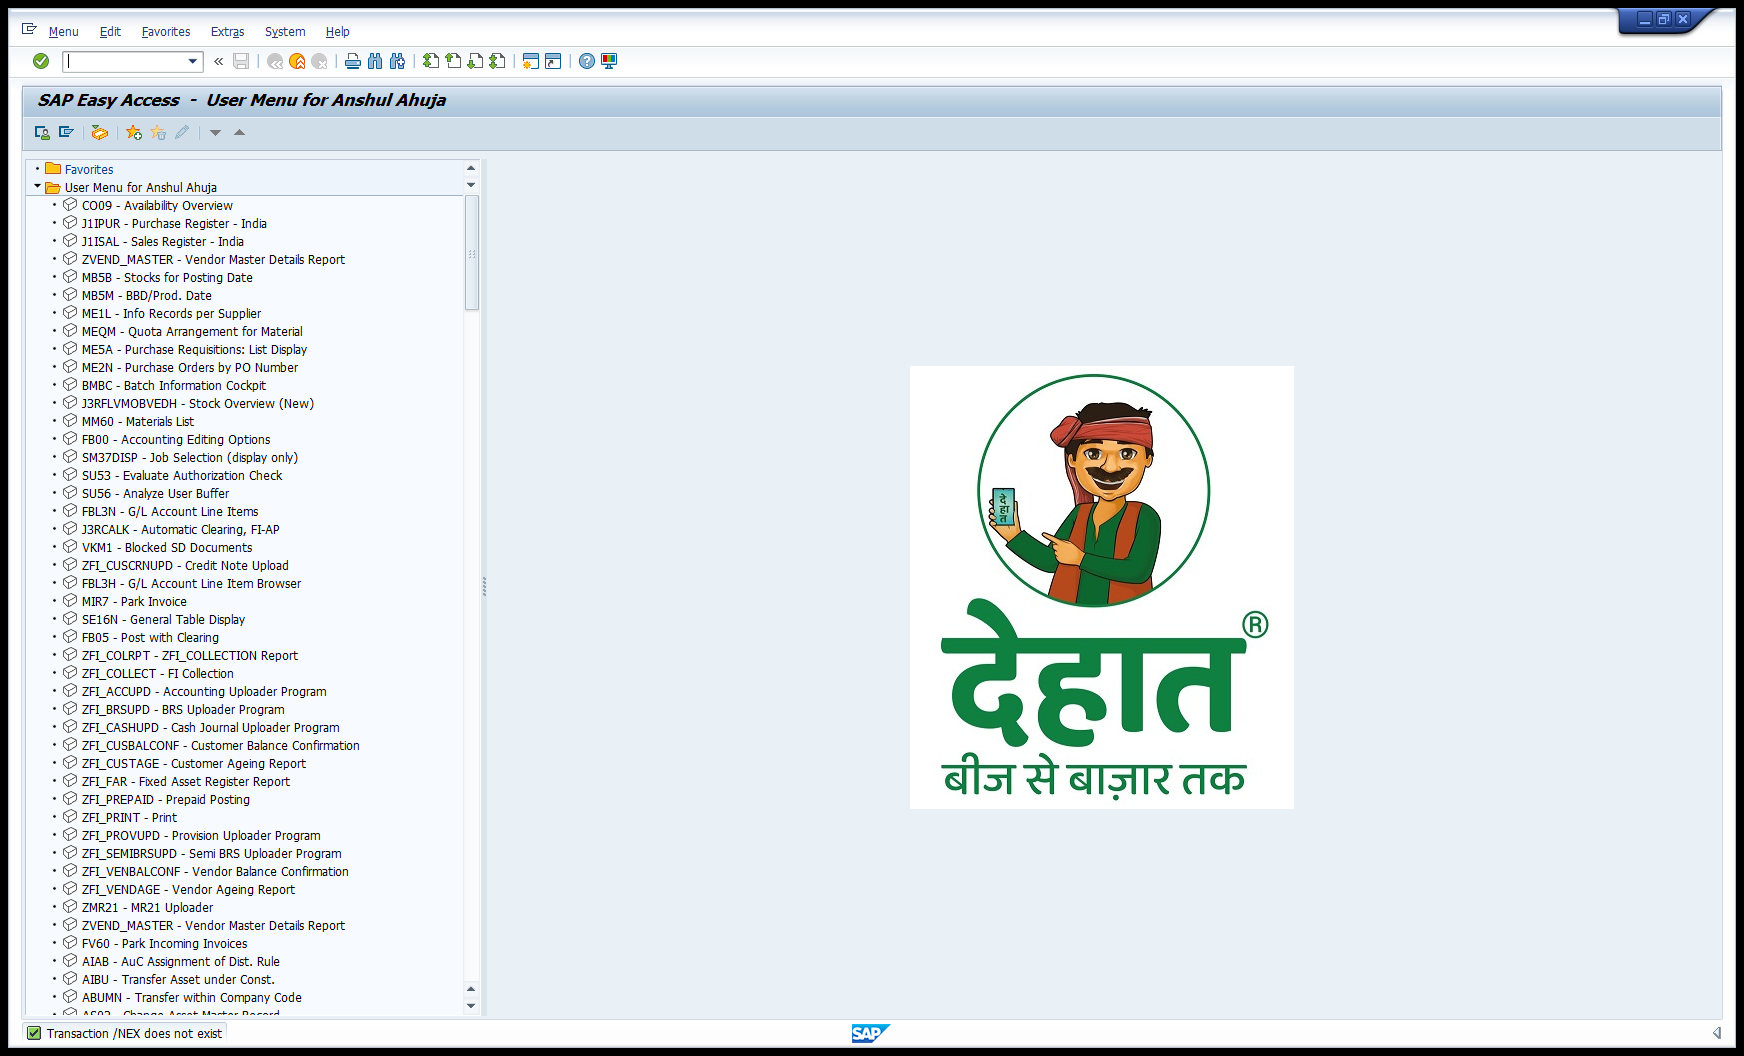 Menu Edit Favorites Extras System Help
SAP Easy Access - User Menu for Anshul Ahuja
Favorites
User Menu for Anshul Ahuja
CO09 - Availability Overview
J1IPUR - Purchase Register - India
J1ISAL - Sales Register - India
ZVEND_MASTER - Vendor Master Details Report
MB5B - Stocks for Posting Date
MB5M - BBD/Prod. Date
ME1L - Info Records per Supplier
MEQM - Quota Arrangement for Material
ME5A - Purchase Requisitions: List Display
ME2N - Purchase Orders by PO Number
BMBC - Batch Information Cockpit
J3RFLVMOBVEDH - Stock Overview (New)
MM60 - Materials List
FB00 - Accounting Editing Options
SM37DISP - Job Selection (display only)
SU53 - Evaluate Authorization Check
SU56 - Analyze User Buffer
FBL3N - G/L Account Line Items
J3RCALK - Automatic Clearing, FI-AP
VKM1 - Blocked SD Documents
ZFI_CUSCRNUPD - Credit Note Upload
FBL3H - G/L Account Line Item Browser
MIR7 - Park Invoice
SE16N - General Table Display
FB05 - Post with Clearing
ZFI_COLRPT - ZFI_COLLECTION Report
ZFI_COLLECT - FI Collection
ZFI_ACCUPD - Accounting Uploader Program
ZFI_BRSUPD - BRS Uploader Program
ZFI_CASHUPD - Cash Journal Uploader Program
ZFI_CUSBALCONF - Customer Balance Confirmation
ZFI_CUSTAGE - Customer Ageing Report
ZFI_FAR - Fixed Asset Register Report
ZFI_PREPAID - Prepaid Posting
ZFI_PRINT - Print
ZFI_PROVUPD - Provision Uploader Program
ZFI_SEMIBRSUPD - Semi BRS Uploader Program
ZFI_VENBALCONF - Vendor Balance Confirmation
ZFI_VENDAGE - Vendor Ageing Report
ZMR21 - MR21 Uploader
ZVEND_MASTER - Vendor Master Details Report
FV60 - Park Incoming Invoices
AIAB - AuC Assignment of Dist. Rule
AIBU - Transfer Asset under Const.
ABUMN - Transfer within Company Code
AS02 - Change Asset Master Record
दे
हा
त
देहात®
बीज से बाज़ार तक
Transaction /NEX does not exist
SAP